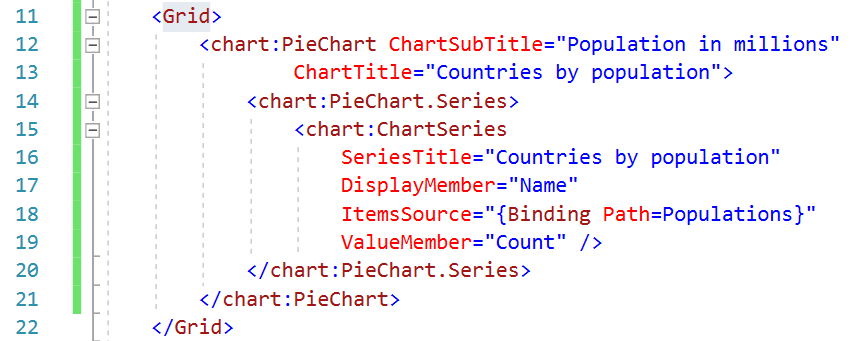 11 <Grid>
12 <chart:PieChart ChartSubTitle="Population in millions"
13 ChartTitle="Countries by population">
14 <chart:PieChart.Series>
15 <chart:ChartSeries
16 SeriesTitle="Countries by population"
17 DisplayMember="Name"
18 ItemsSource="{Binding Path=Populations}"
19 ValueMember="Count" />
20 </chart:PieChart.Series>
21 </chart:PieChart>
22 </Grid>